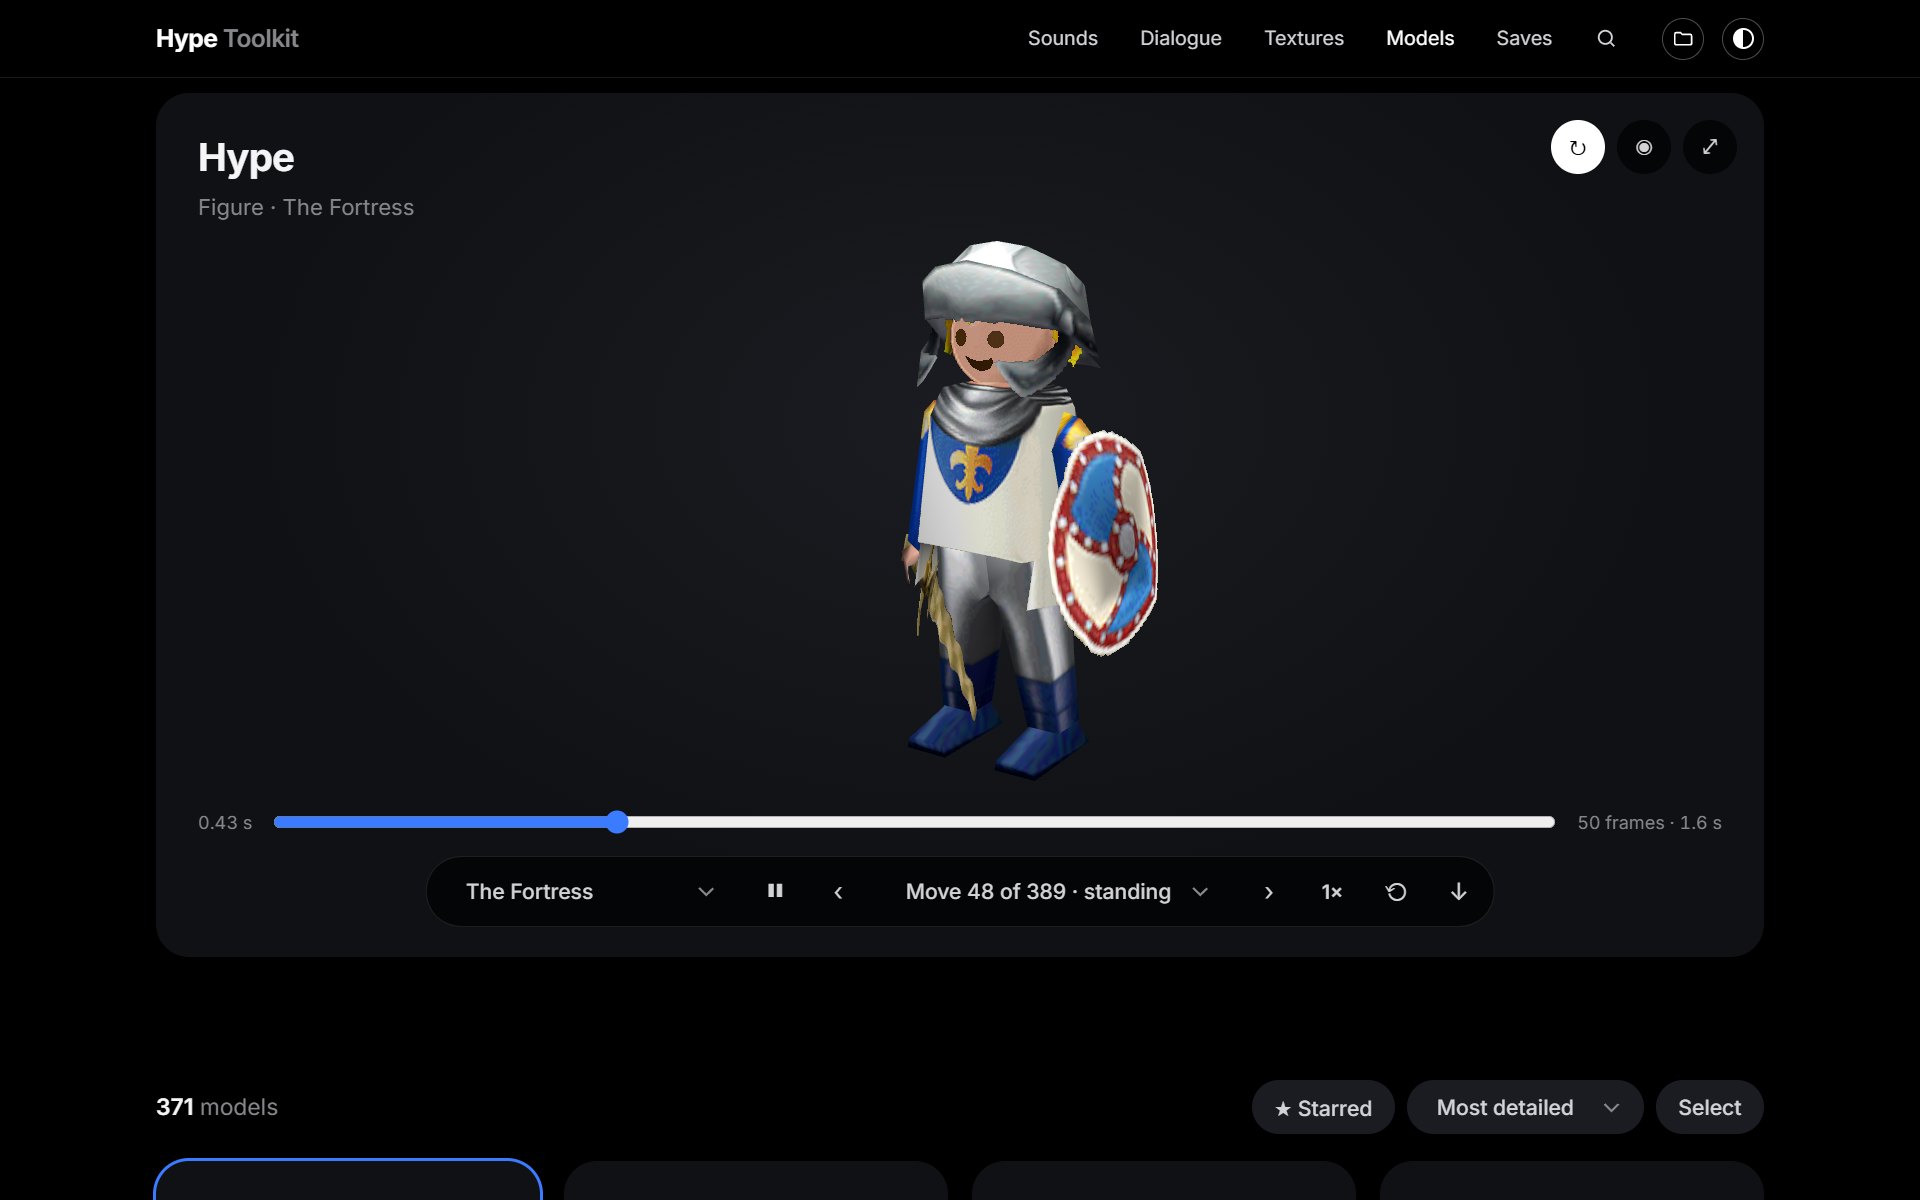 Hype Toolkit
Sounds Dialogue Textures Models Saves
Hype
Figure · The Fortress
0.43 s
50 frames · 1.6 s
The Fortress
Move 48 of 389 · standing
1×
371 models
★ Starred
Most detailed
Select